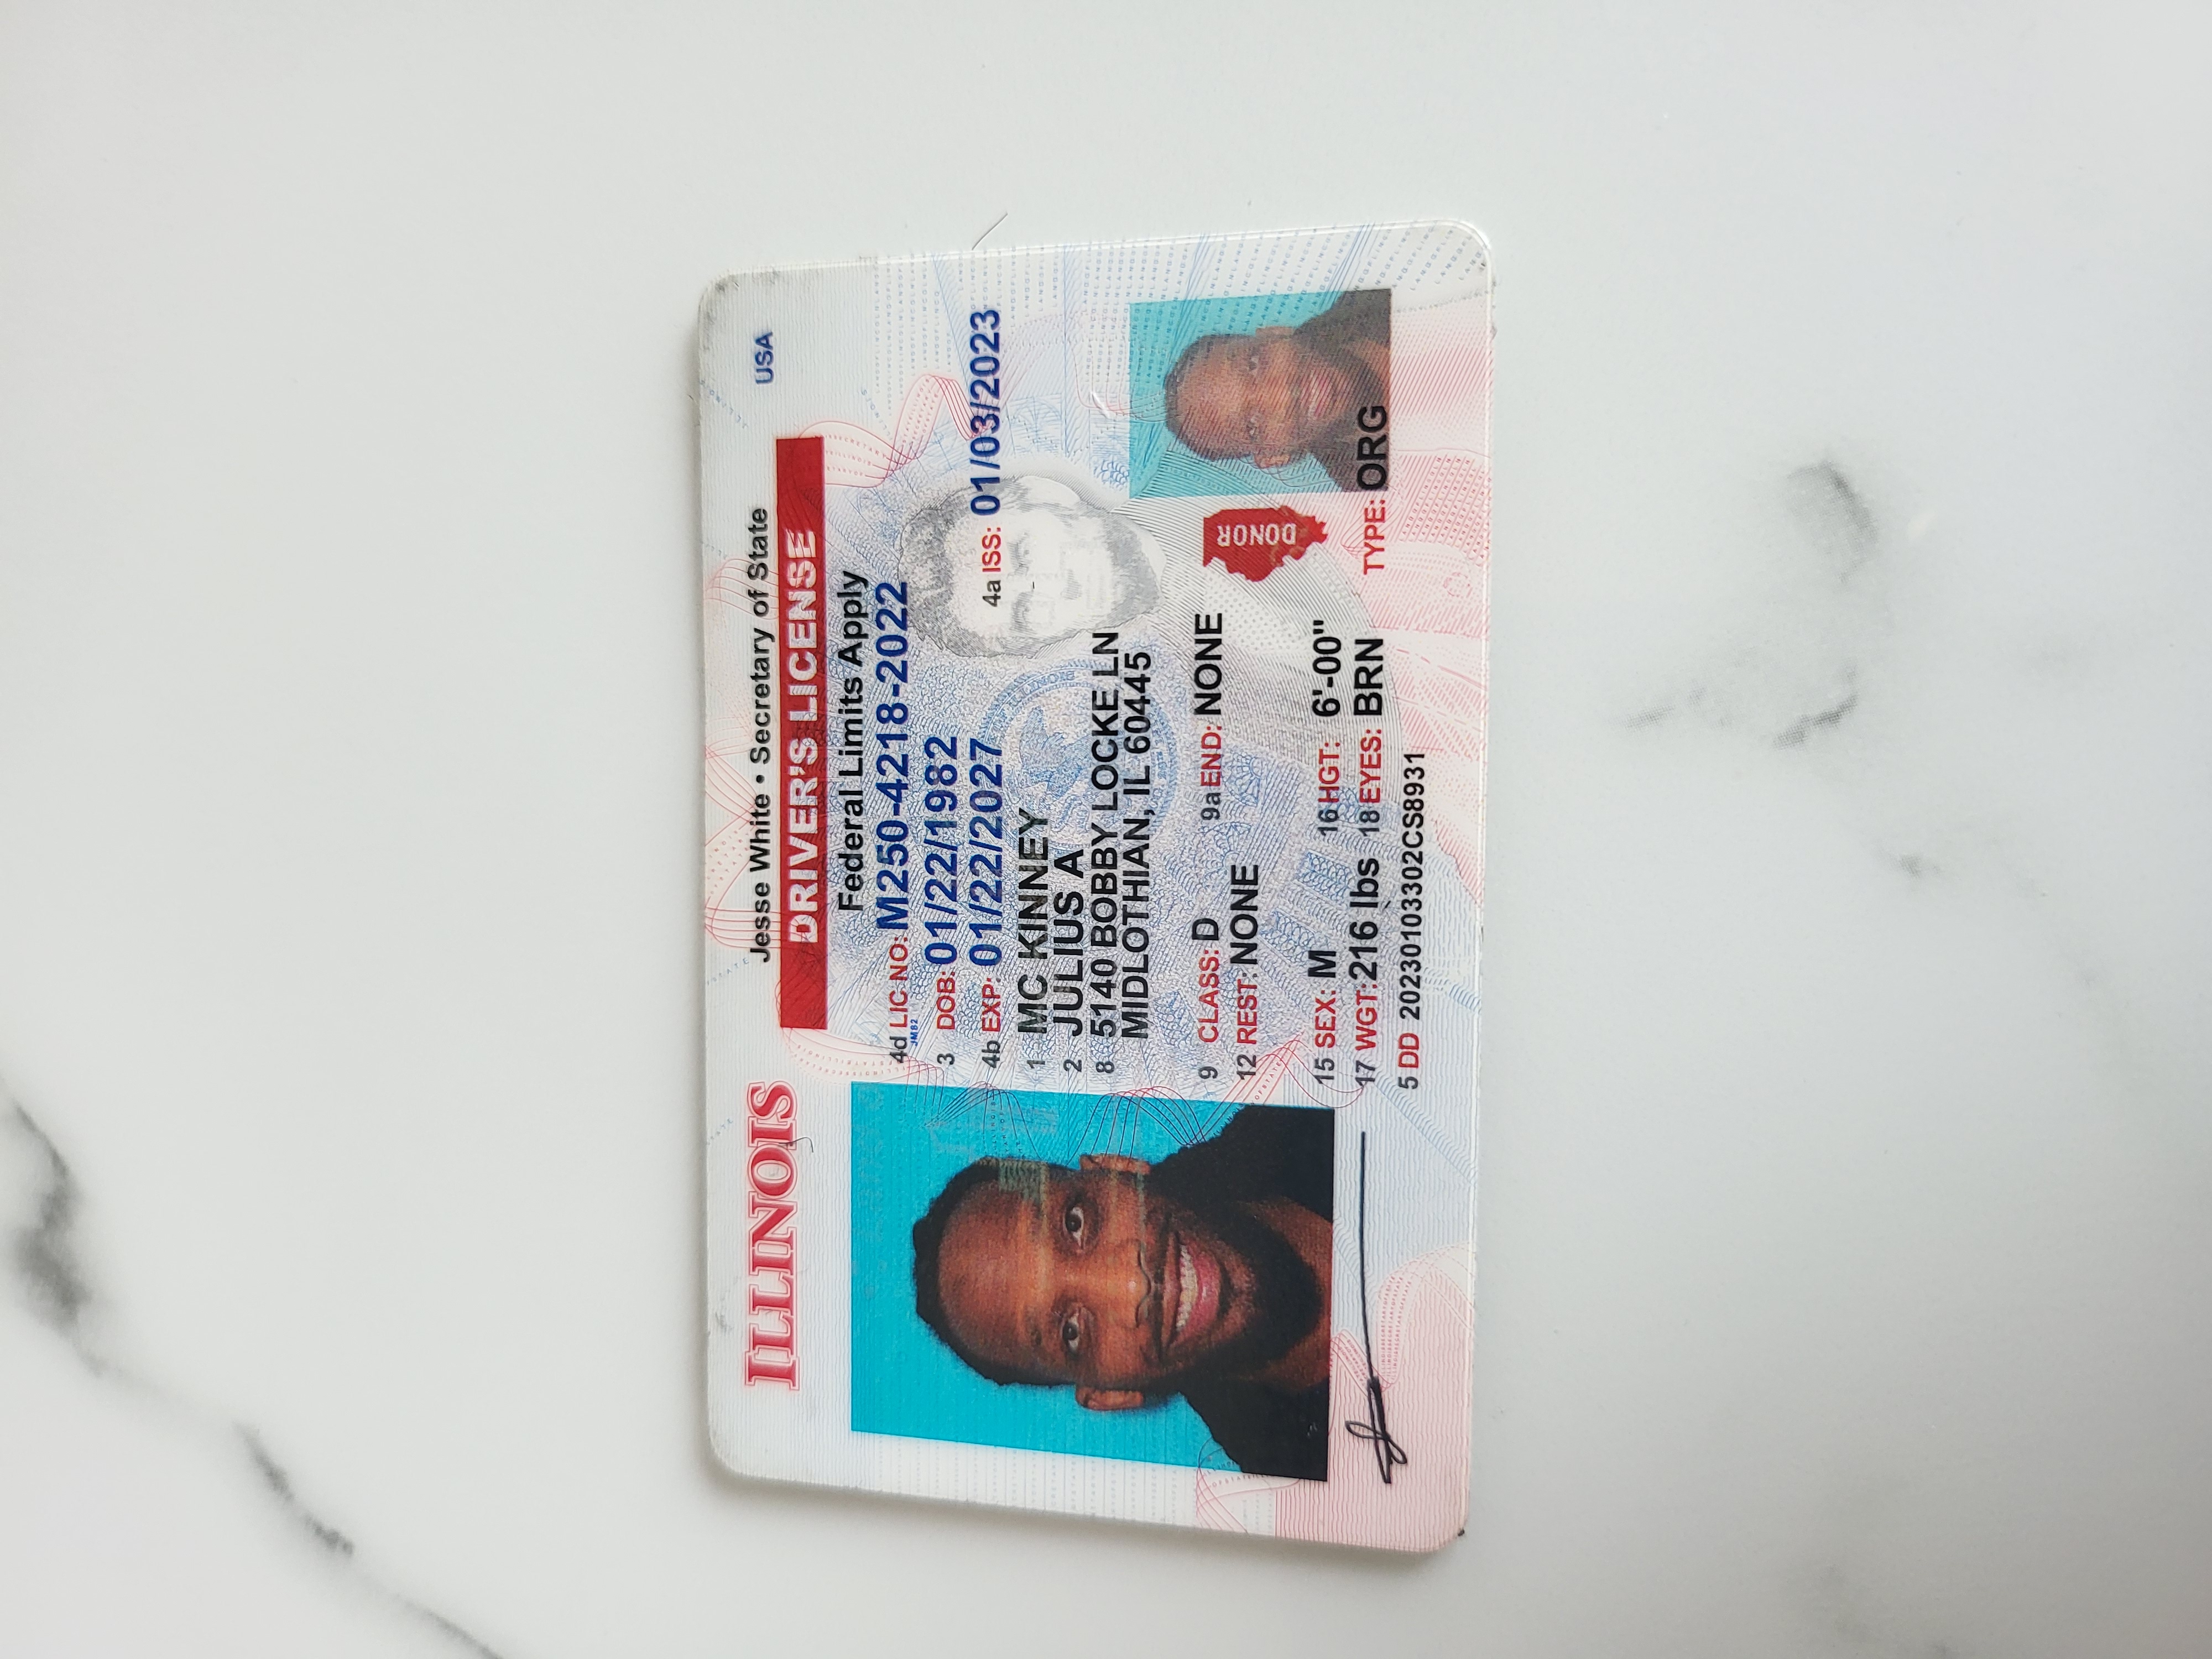 ILLINOIS
Jesse White • Secretary of State
USA
DRIVER'S LICENSE
Federal Limits Apply
4d LIC NO: M250-4218-2022
JM82
3 DOB: 01/22/1982
4b EXP: 01/22/2027 4a ISS: 01/03/2023
1 MC KINNEY
2 JULIUS A
8 5140 BOBBY LOCKE LN
MIDLOTHIAN, IL 60445
9 CLASS: D 9a END: NONE
12 REST: NONE
DONOR
15 SEX: M 16 HGT: 6'-00"
17 WGT: 216 lbs 18 EYES: BRN TYPE: ORG
5 DD 20230103302CS8931